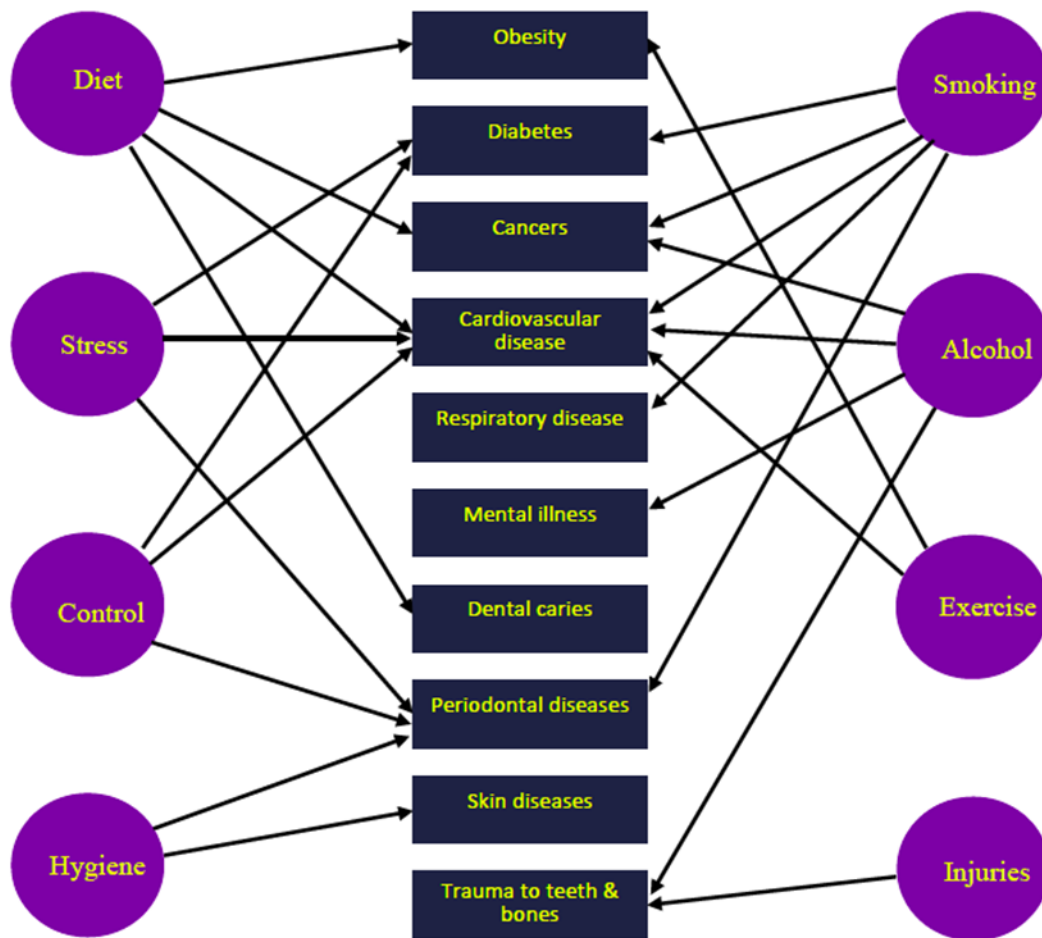 Diet
Stress
Control
Hygiene
Obesity
Diabetes
Cancers
Cardiovascular
disease
Respiratory disease
Mental illness
Dental caries
Periodontal diseases
Skin diseases
Trauma to teeth &
bones
Smoking
Alcohol
Exercise
Injuries